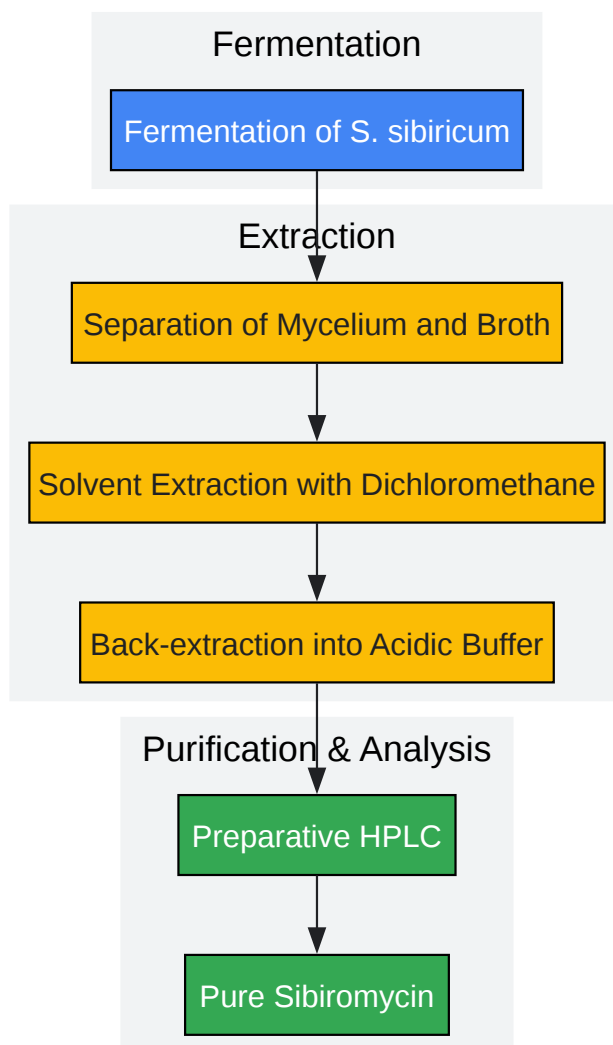 Fermentation
Fermentation of S. sibiricum
Extraction
Separation of Mycelium and Broth
Solvent Extraction with Dichloromethane
Back-extraction into Acidic Buffer
Purification & Analysis
Preparative HPLC
Pure Sibiromycin